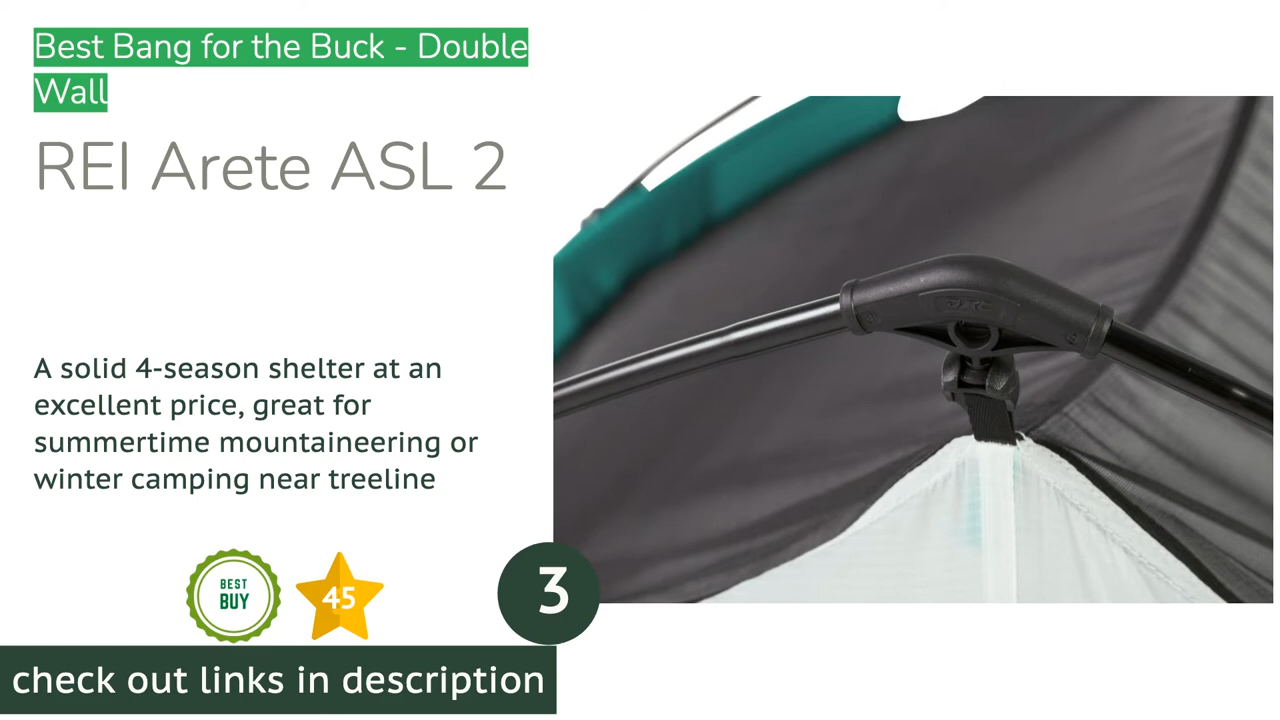 Best Bang for the Buck - Double
Wall
REI Arete ASL 2
A solid 4-season shelter at an
excellent price, great for
summertime mountaineering or
winter camping near treeline
BEST
BUY
45
3
check out links in description